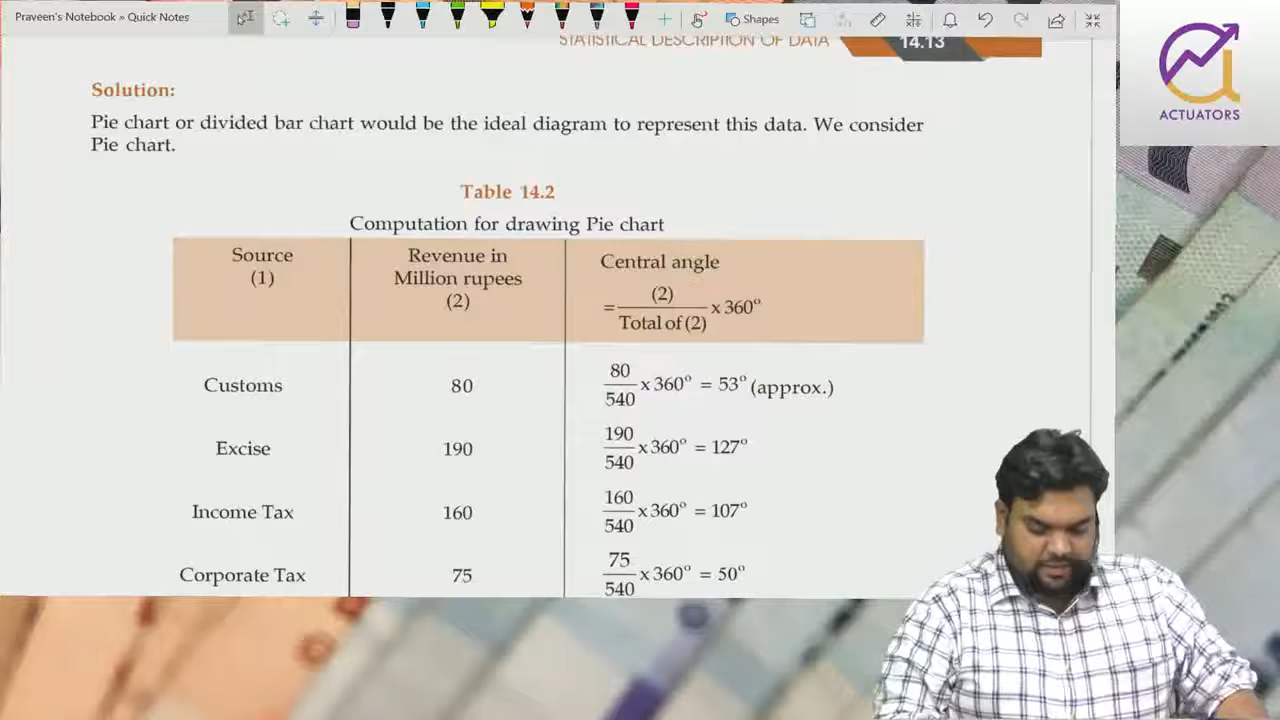 Praveen's Notebook » Quick Notes
Shapes
STATISTICAL DESCRIPTION OF DATA
14.13
ACTUATORS
Solution:
Pie chart or divided bar chart would be the ideal diagram to represent this data. We consider
Pie chart.
Table 14.2
Computation for drawing Pie chart
Source
(1)
Revenue in
Million rupees
(2)
Central angle
= (2) / Total of (2) x 360°
Customs 80 80/540 x 360° = 53° (approx.)
Excise 190 190/540 x 360° = 127°
Income Tax 160 160/540 x 360° = 107°
Corporate Tax 75 75/540 x 360° = 50°